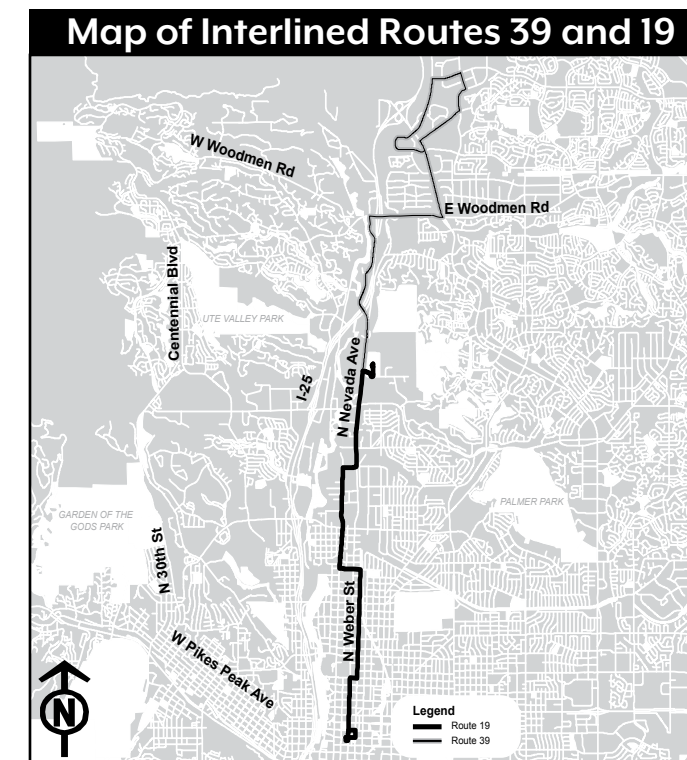 Map of Interlined Routes 39 and 19
W Woodmen Rd
E Woodmen Rd
Centennial Blvd
UTE VALLEY PARK
I-25
N Nevada Ave
PALMER PARK
GARDEN OF THE
GODS PARK
N 30th St
N Weber St
W Pikes Peak Ave
N
Legend
Route 19
Route 39